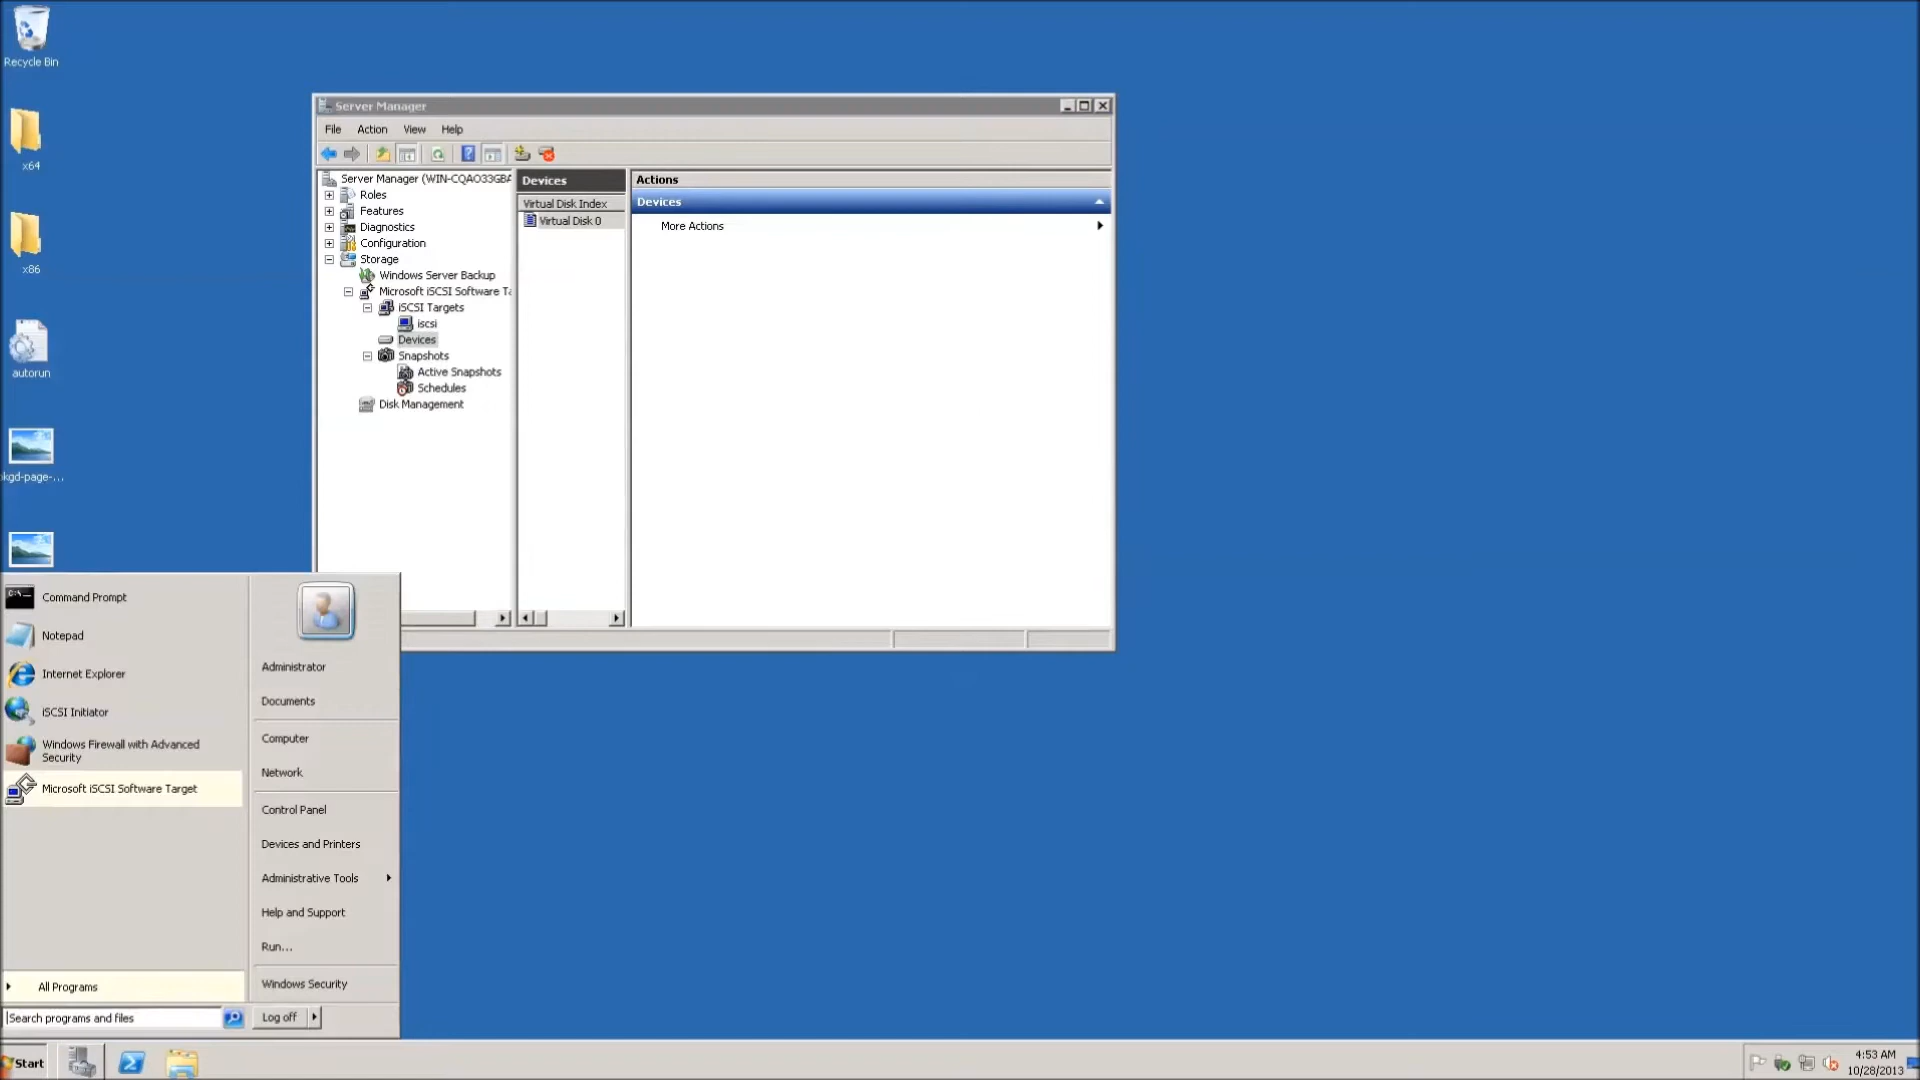 Recycle Bin
x64
x86
autorun
kgd-page-...
Server Manager
File Action View Help
Server Manager (WIN-CQAO33GBA
Roles
Features
Diagnostics
Configuration
Storage
Windows Server Backup
Microsoft iSCSI Software Ta
iSCSI Targets
iscsi
Devices
Snapshots
Active Snapshots
Schedules
Disk Management
Devices
Virtual Disk Index
Virtual Disk 0
Actions
Devices
More Actions
Command Prompt
Notepad
Internet Explorer
iSCSI Initiator
Windows Firewall with Advanced
Security
Microsoft iSCSI Software Target
All Programs
Search programs and files
Administrator
Documents
Computer
Network
Control Panel
Devices and Printers
Administrative Tools
Help and Support
Run...
Windows Security
Log off
Start
4:53 AM
10/28/2013